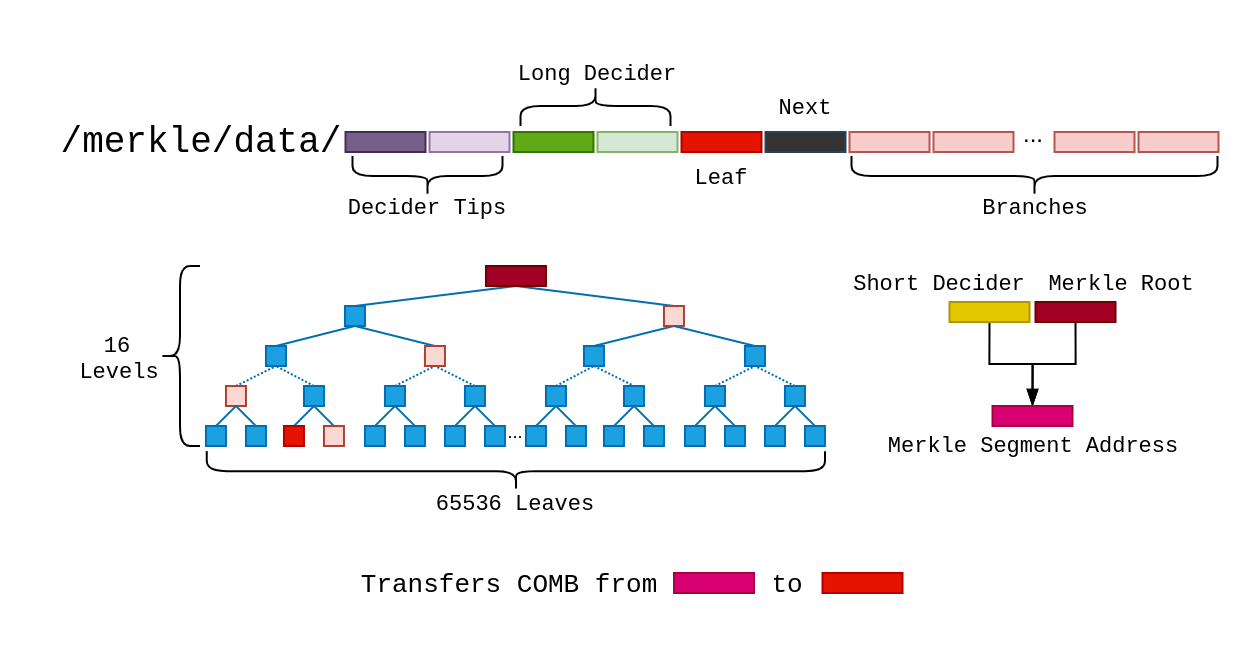 Long Decider
Next
/merkle/data/
...
Leaf
Decider Tips
Branches
Short Decider
Merkle Root
16
Levels
...
Merkle Segment Address
65536 Leaves
Transfers COMB from
to